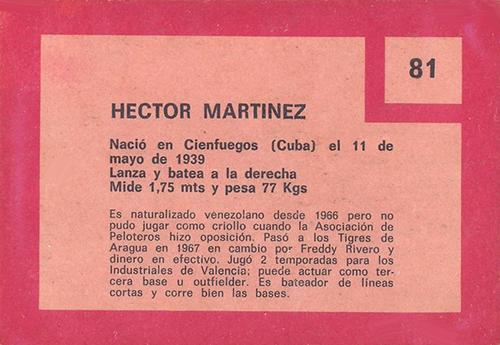 81
HECTOR MARTINEZ
Nació en Cienfuegos (Cuba) el 11 de
mayo de 1939
Lanza y batea a la derecha
Mide 1,75 mts y pesa 77 Kgs
Es naturalizado venezolano desde 1966 pero no
pudo jugar como criollo cuando la Asociación de
Peloteros hizo oposición. Pasó a los Tigres de
Aragua en 1967 en cambio por Freddy Rivero y
dinero en efectivo. Jugó 2 temporadas para los
Industriales de Valencia; puede actuar como ter-
cera base u outfielder. Es bateador de líneas
cortas y corre bien las bases.